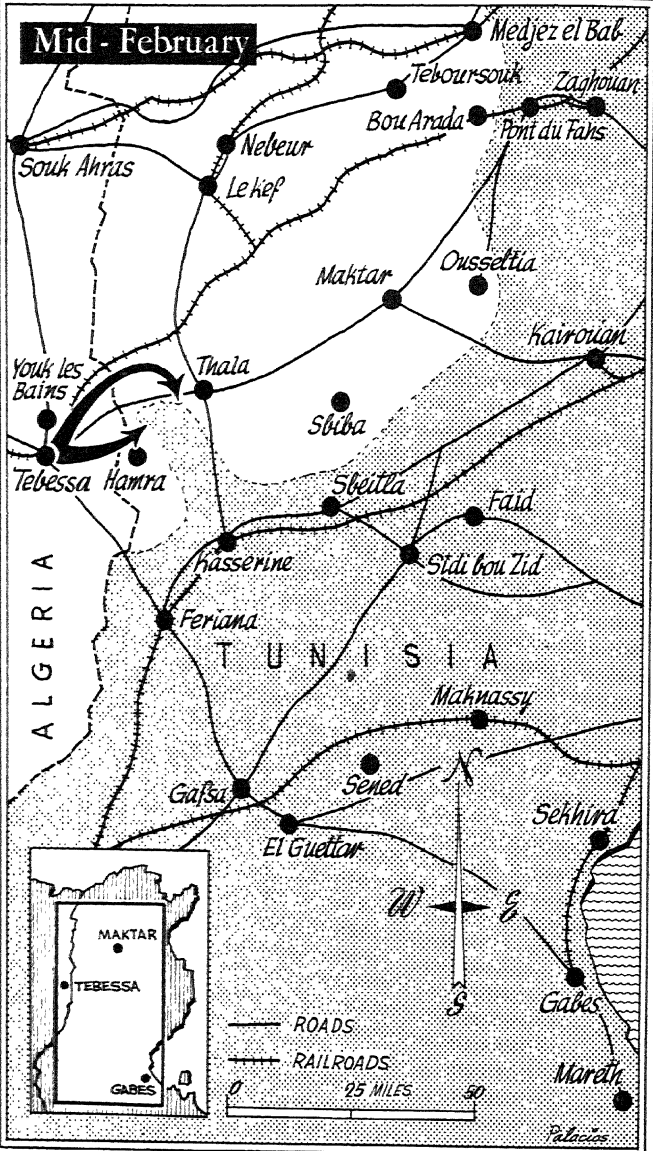 Mid - February
Medjez el Bab
Teboursouk
Zaghouan
Bou Arada
Pont du Fahs
Souk Ahras
Nebeur
Le Kef
Ousseltia
Maktar
Kairouan
Youk les
Bains
Thala
Sbiba
Tebessa
Hamra
Sbeitla
Faid
Kasserine
Sidi bou Zid
ALGERIA
Feriana
TUNISIA
Maknassy
N
Sened
Gafsa
Sekhira
El Guettar
W
E
S
MAKTAR
TEBESSA
GABES
Gabes
ROADS
RAILROADS
Mareth
0
25 MILES
50
Palacios